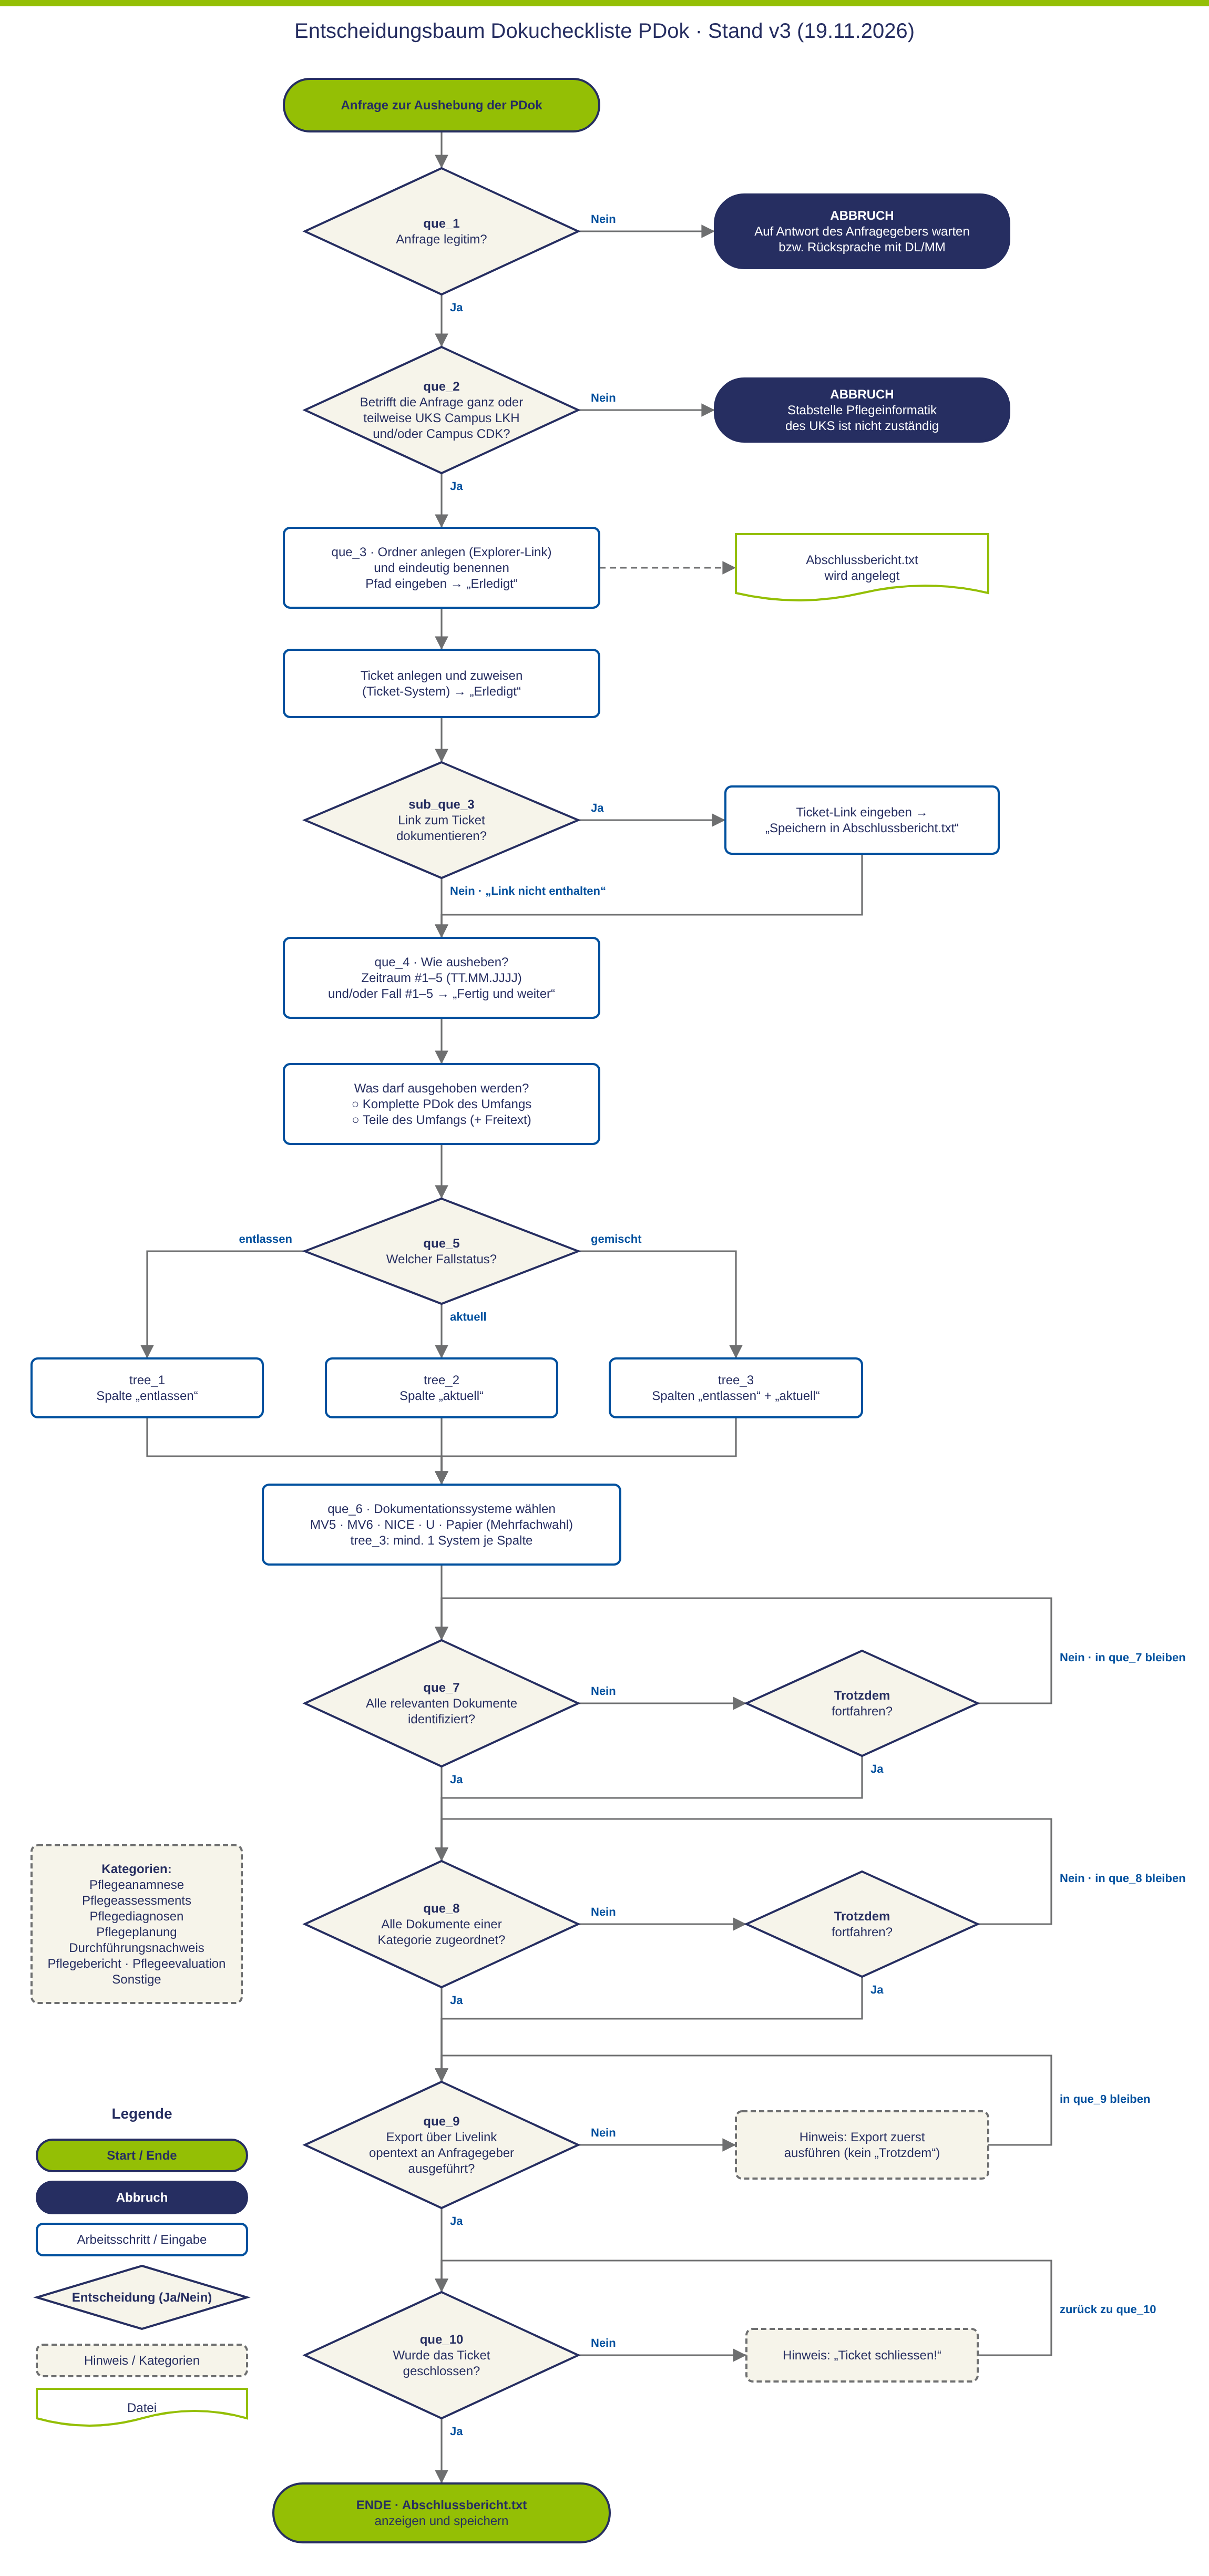 Entscheidungsbaum Dokucheckliste PDok · Stand v3 (19.11.2026)
Anfrage zur Aushebung der PDok
que_1
Anfrage legitim?
Nein
ABBRUCH
Auf Antwort des Anfragegebers warten
bzw. Rücksprache mit DL/MM
Ja
que_2
Betrifft die Anfrage ganz oder
teilweise UKS Campus LKH
und/oder Campus CDK?
Nein
ABBRUCH
Stabstelle Pflegeinformatik
des UKS ist nicht zuständig
Ja
que_3 · Ordner anlegen (Explorer-Link)
und eindeutig benennen
Pfad eingeben → „Erledigt“
Abschlussbericht.txt
wird angelegt
Ticket anlegen und zuweisen
(Ticket-System) → „Erledigt“
sub_que_3
Link zum Ticket
dokumentieren?
Ja
Ticket-Link eingeben →
„Speichern in Abschlussbericht.txt“
Nein · „Link nicht enthalten“
que_4 · Wie ausheben?
Zeitraum #1–5 (TT.MM.JJJJ)
und/oder Fall #1–5 → „Fertig und weiter“
Was darf ausgehoben werden?
○ Komplette PDok des Umfangs
○ Teile des Umfangs (+ Freitext)
que_5
Welcher Fallstatus?
entlassen
gemischt
aktuell
tree_1
Spalte „entlassen“
tree_2
Spalte „aktuell“
tree_3
Spalten „entlassen“ + „aktuell“
que_6 · Dokumentationssysteme wählen
MV5 · MV6 · NICE · U · Papier (Mehrfachwahl)
tree_3: mind. 1 System je Spalte
que_7
Alle relevanten Dokumente
identifiziert?
Nein
Trotzdem
fortfahren?
Nein · in que_7 bleiben
Ja
Ja
Kategorien:
Pflegeanamnese
Pflegeassessments
Pflegediagnosen
Pflegeplanung
Durchführungsnachweis
Pflegebericht · Pflegeevaluation
Sonstige
que_8
Alle Dokumente einer
Kategorie zugeordnet?
Nein
Trotzdem
fortfahren?
Nein · in que_8 bleiben
Ja
Ja
que_9
Export über Livelink
opentext an Anfragegeber
ausgeführt?
Nein
Hinweis: Export zuerst
ausführen (kein „Trotzdem“)
in que_9 bleiben
Ja
que_10
Wurde das Ticket
geschlossen?
Nein
Hinweis: „Ticket schliessen!“
zurück zu que_10
Ja
ENDE · Abschlussbericht.txt
anzeigen und speichern
Legende
Start / Ende
Abbruch
Arbeitsschritt / Eingabe
Entscheidung (Ja/Nein)
Hinweis / Kategorien
Datei